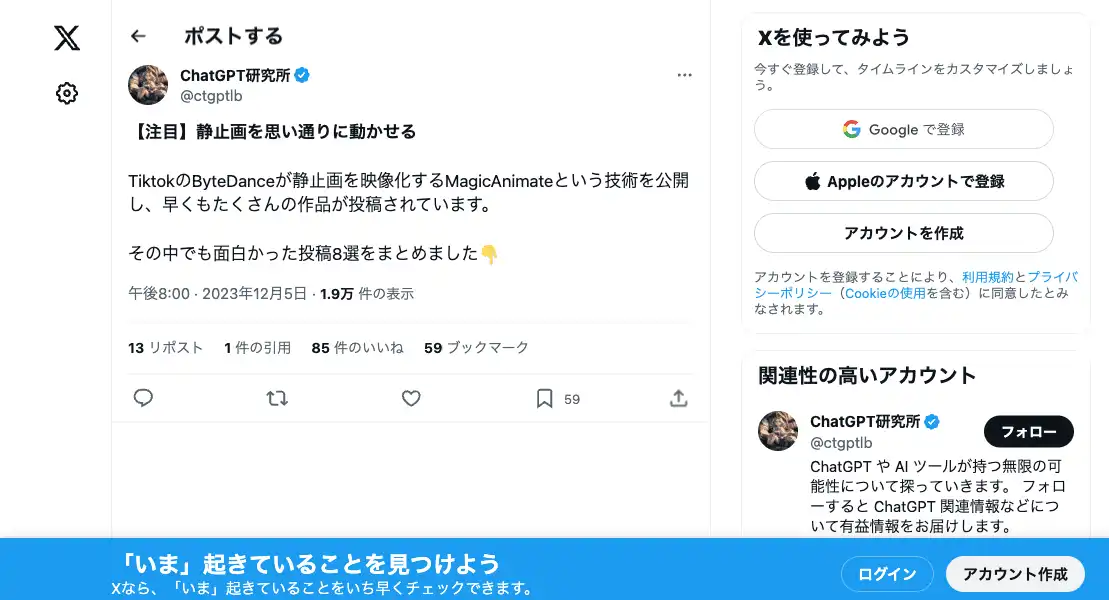 ポストする
ChatGPT研究所
@ctgptlb
【注目】静止画を思い通りに動かせる
TiktokのByteDanceが静止画を映像化するMagicAnimateという技術を公開
し、早くもたくさんの作品が投稿されています。
その中でも面白かった投稿8選をまとめました👇
午後8:00 · 2023年12月5日 · 1.9万 件の表示
13 リポスト 1 件の引用 85 件のいいね 59 ブックマーク
59
Xを使ってみよう
今すぐ登録して、タイムラインをカスタマイズしましょ
う。
Google で登録
Appleのアカウントで登録
アカウントを作成
アカウントを登録することにより、利用規約とプライバ
シーポリシー（Cookieの使用を含む）に同意したとみ
なされます。
関連性の高いアカウント
ChatGPT研究所
@ctgptlb
フォロー
ChatGPT や AI ツールが持つ無限の可
能性について探っていきます。 フォロ
ーすると ChatGPT 関連情報などにつ
いて有益情報をお届けします。
「いま」起きていることを見つけよう
Xなら、「いま」起きていることをいち早くチェックできます。
ログイン
アカウント作成